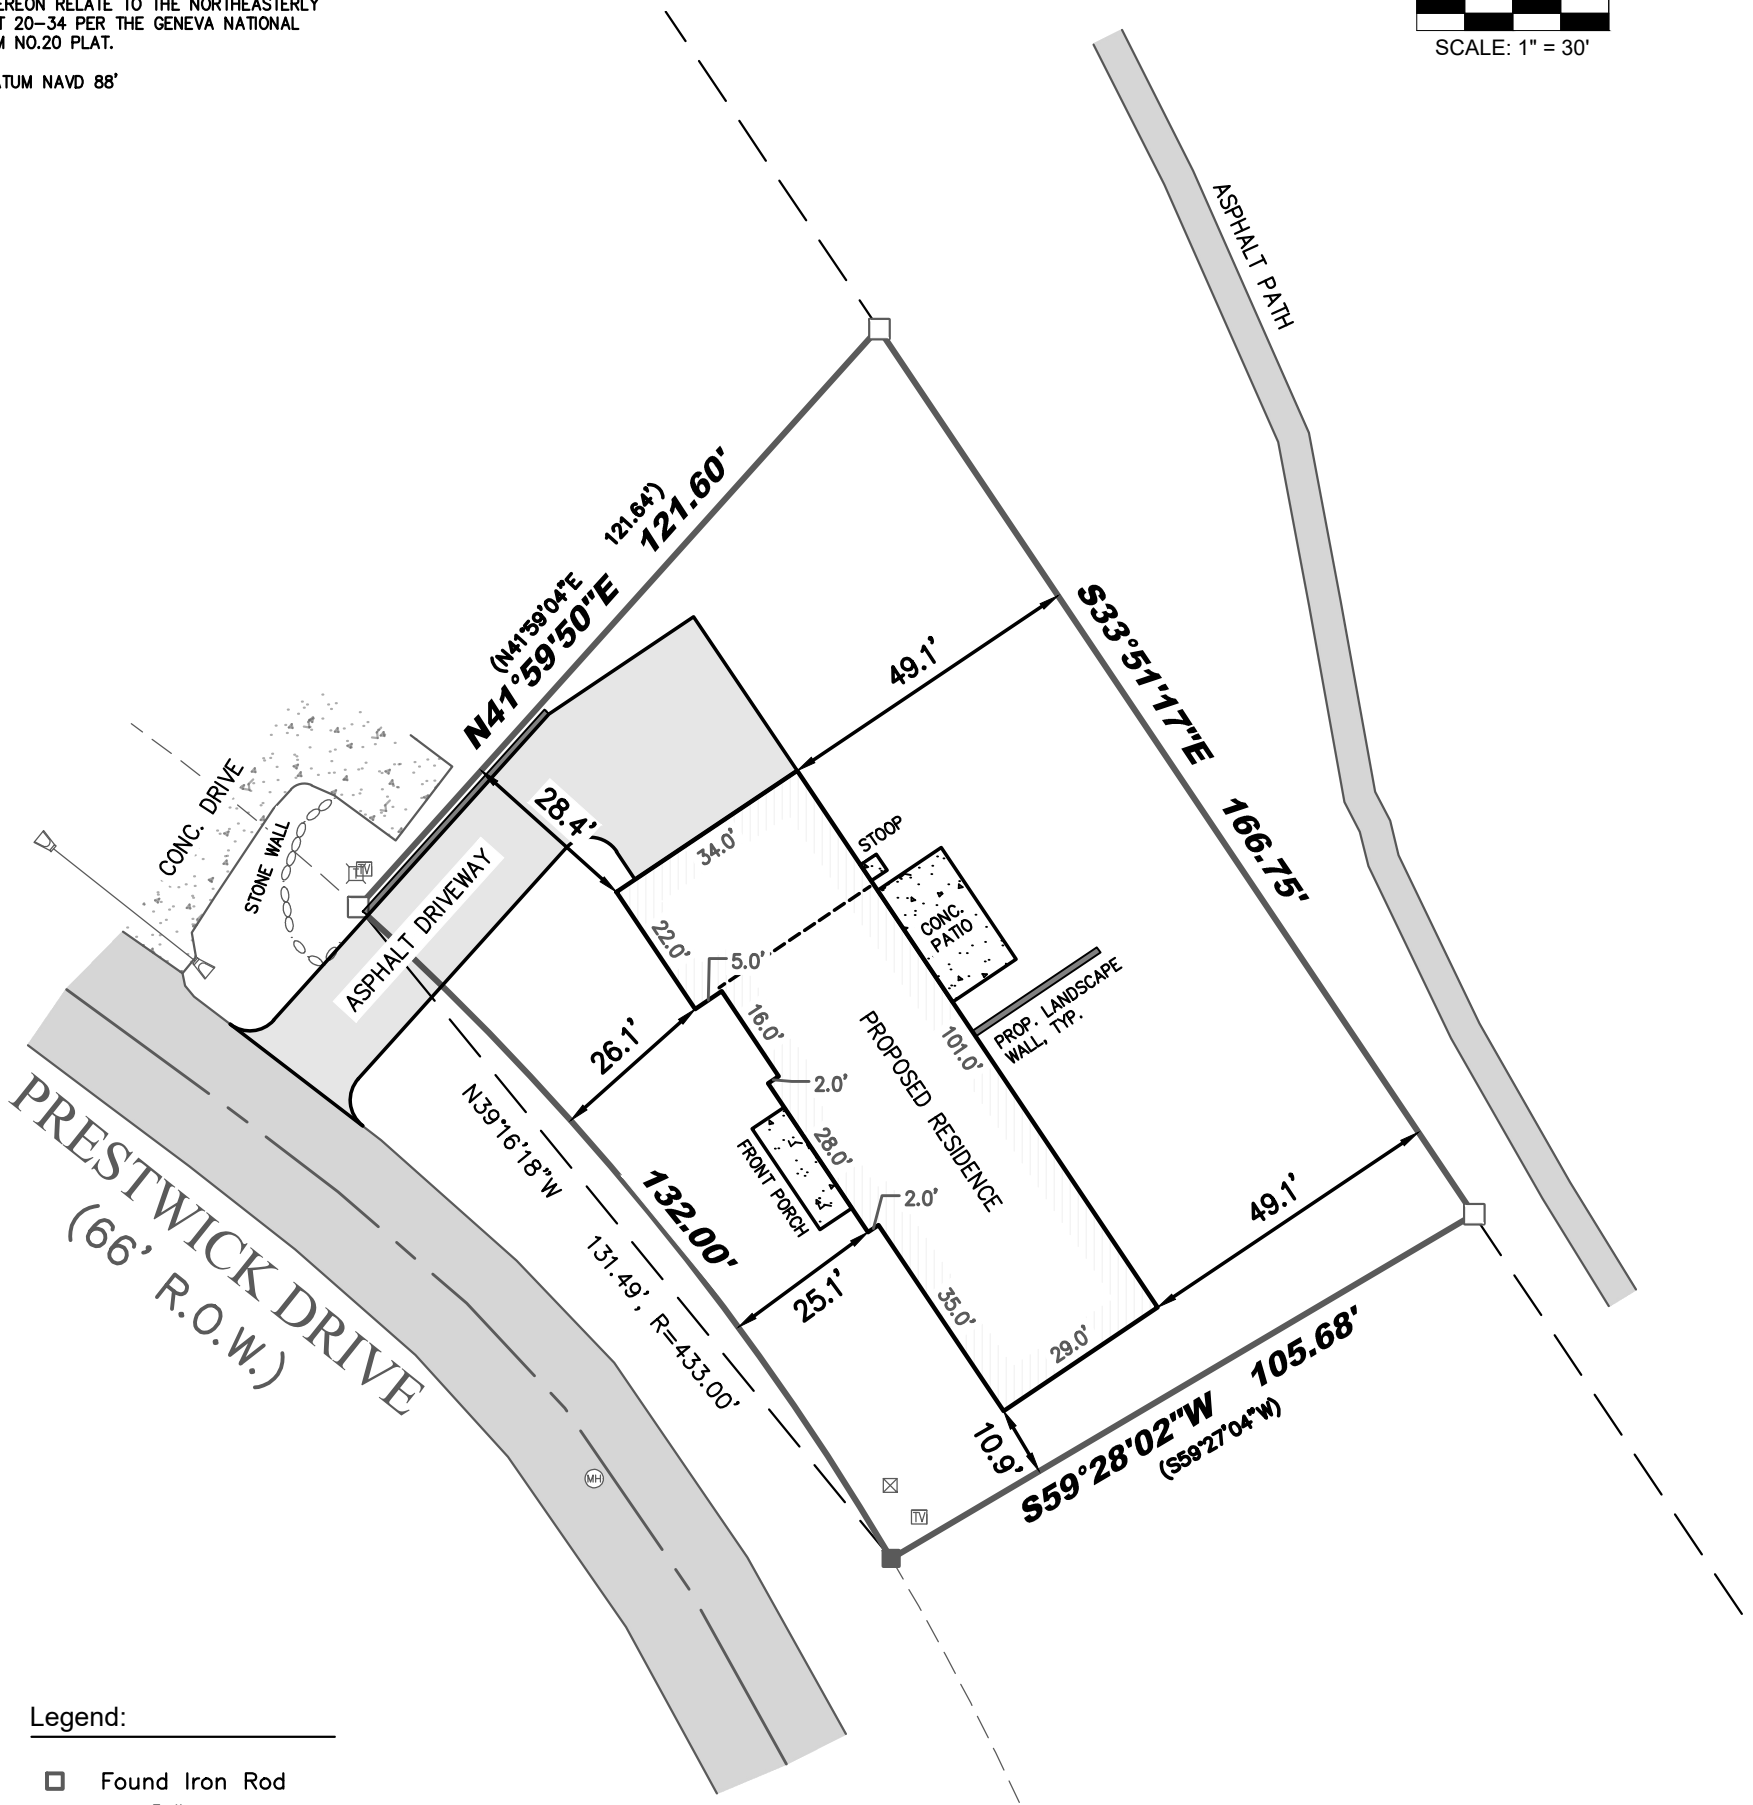 EREON RELATE TO THE NORTHEASTERLY
T 20-34 PER THE GENEVA NATIONAL
M NO.20 PLAT.
ATUM NAVD 88'
SCALE: 1" = 30'
ASPHALT PATH
121.64')
121.60'
(N41°59'04"E
N41°59'50"E
S33°51'17"E
166.75'
49.1'
28.4'
CONC. DRIVE
STONE WALL
TV
ASPHALT DRIVEWAY
34.0'
STOOP
CONC.
PATIO
22.0'
5.0'
16.0'
PROP. LANDSCAPE
WALL, TYP.
101.0'
PROPOSED RESIDENCE
26.1'
2.0'
28.0'
FRONT PORCH
2.0'
N39°16'18"W
131.49', R=433.00'
132.00'
25.1'
35.0'
29.0'
49.1'
10.9'
S59°28'02"W
105.68'
(S59°27'04"W)
PRESTWICK DRIVE
(66' R.O.W.)
MH
TV
Legend:
Found Iron Rod